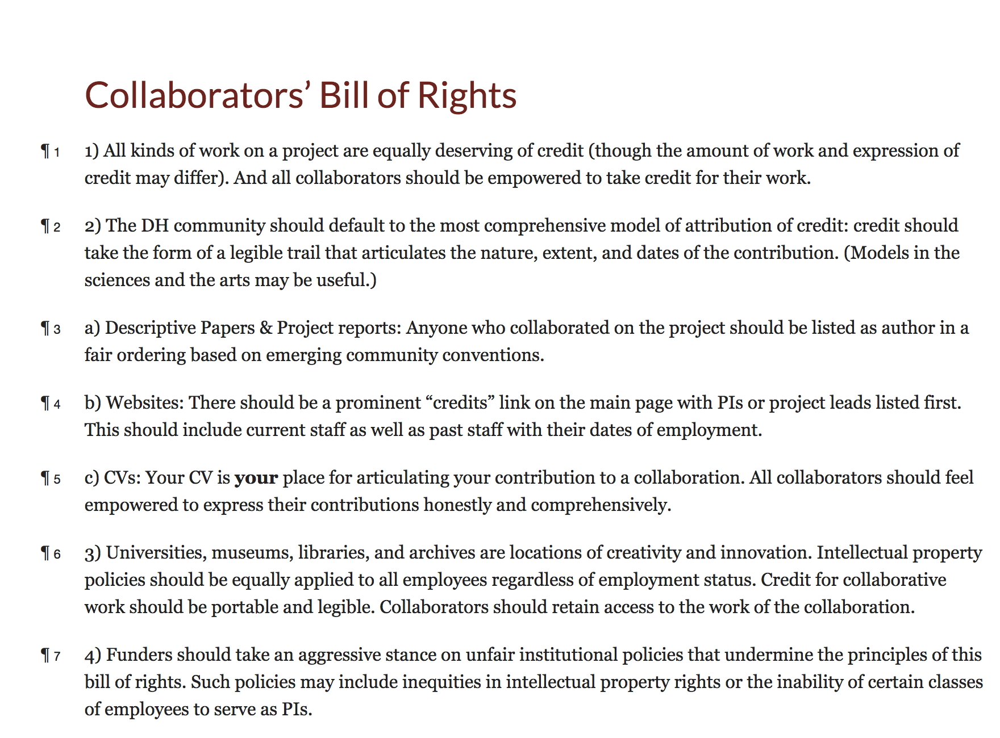 Collaborators’ Bill of Rights
¶ 1 1) All kinds of work on a project are equally deserving of credit (though the amount of work and expression of
credit may differ). And all collaborators should be empowered to take credit for their work.
¶ 2 2) The DH community should default to the most comprehensive model of attribution of credit: credit should
take the form of a legible trail that articulates the nature, extent, and dates of the contribution. (Models in the
sciences and the arts may be useful.)
¶ 3 a) Descriptive Papers & Project reports: Anyone who collaborated on the project should be listed as author in a
fair ordering based on emerging community conventions.
¶ 4 b) Websites: There should be a prominent “credits” link on the main page with PIs or project leads listed first.
This should include current staff as well as past staff with their dates of employment.
¶ 5 c) CVs: Your CV is your place for articulating your contribution to a collaboration. All collaborators should feel
empowered to express their contributions honestly and comprehensively.
¶ 6 3) Universities, museums, libraries, and archives are locations of creativity and innovation. Intellectual property
policies should be equally applied to all employees regardless of employment status. Credit for collaborative
work should be portable and legible. Collaborators should retain access to the work of the collaboration.
¶ 7 4) Funders should take an aggressive stance on unfair institutional policies that undermine the principles of this
bill of rights. Such policies may include inequities in intellectual property rights or the inability of certain classes
of employees to serve as PIs.